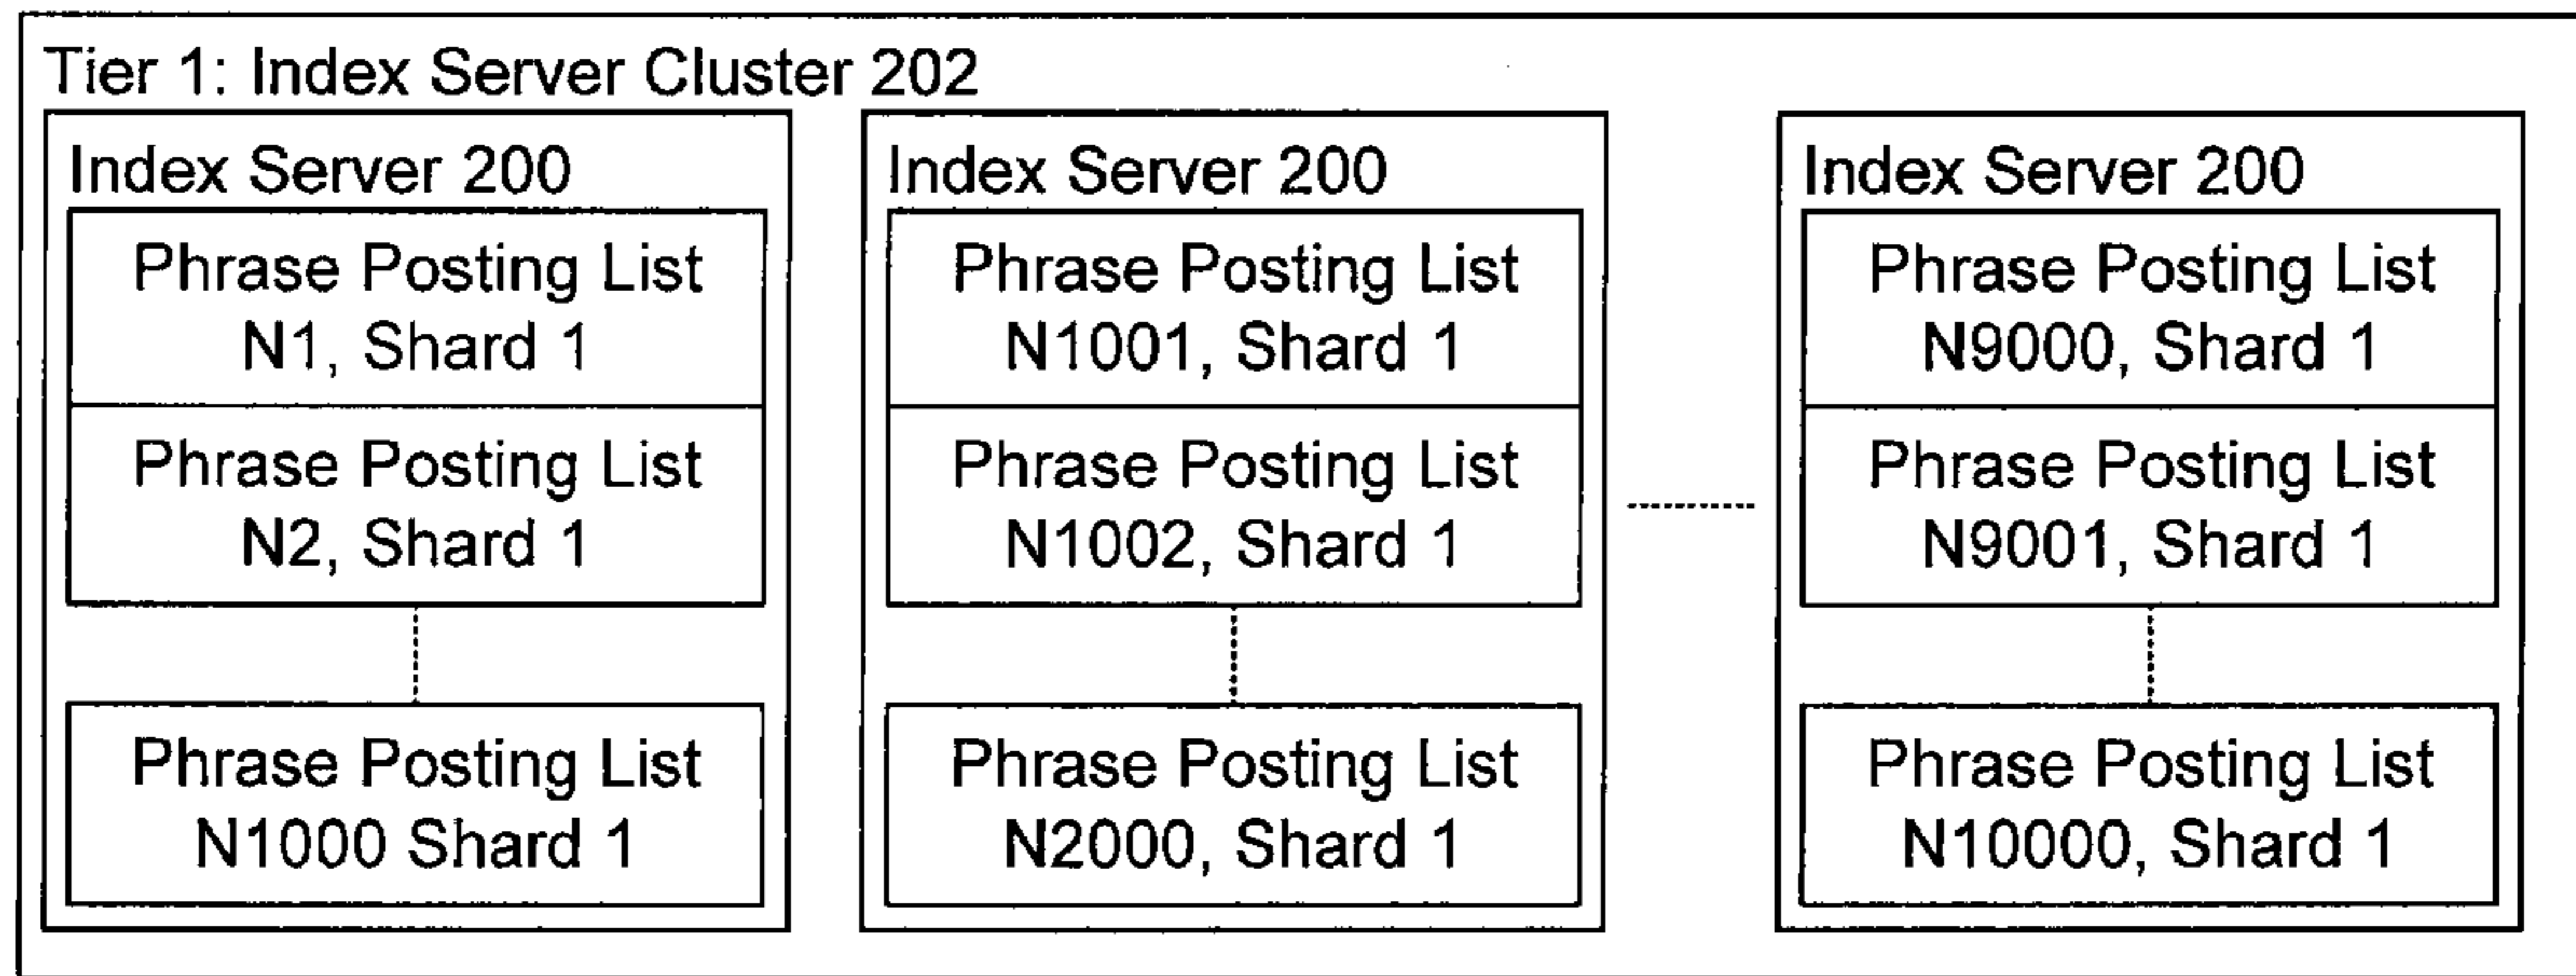 Tier 1: Index Server Cluster 202
Index Server 200
Phrase Posting List
N1, Shard 1
Phrase Posting List
N2, Shard 1
Phrase Posting List
N1000 Shard 1
Index Server 200
Phrase Posting List
N1001, Shard 1
Phrase Posting List
N1002, Shard 1
Phrase Posting List
N2000, Shard 1
Index Server 200
Phrase Posting List
N9000, Shard 1
Phrase Posting List
N9001, Shard 1
Phrase Posting List
N10000, Shard 1